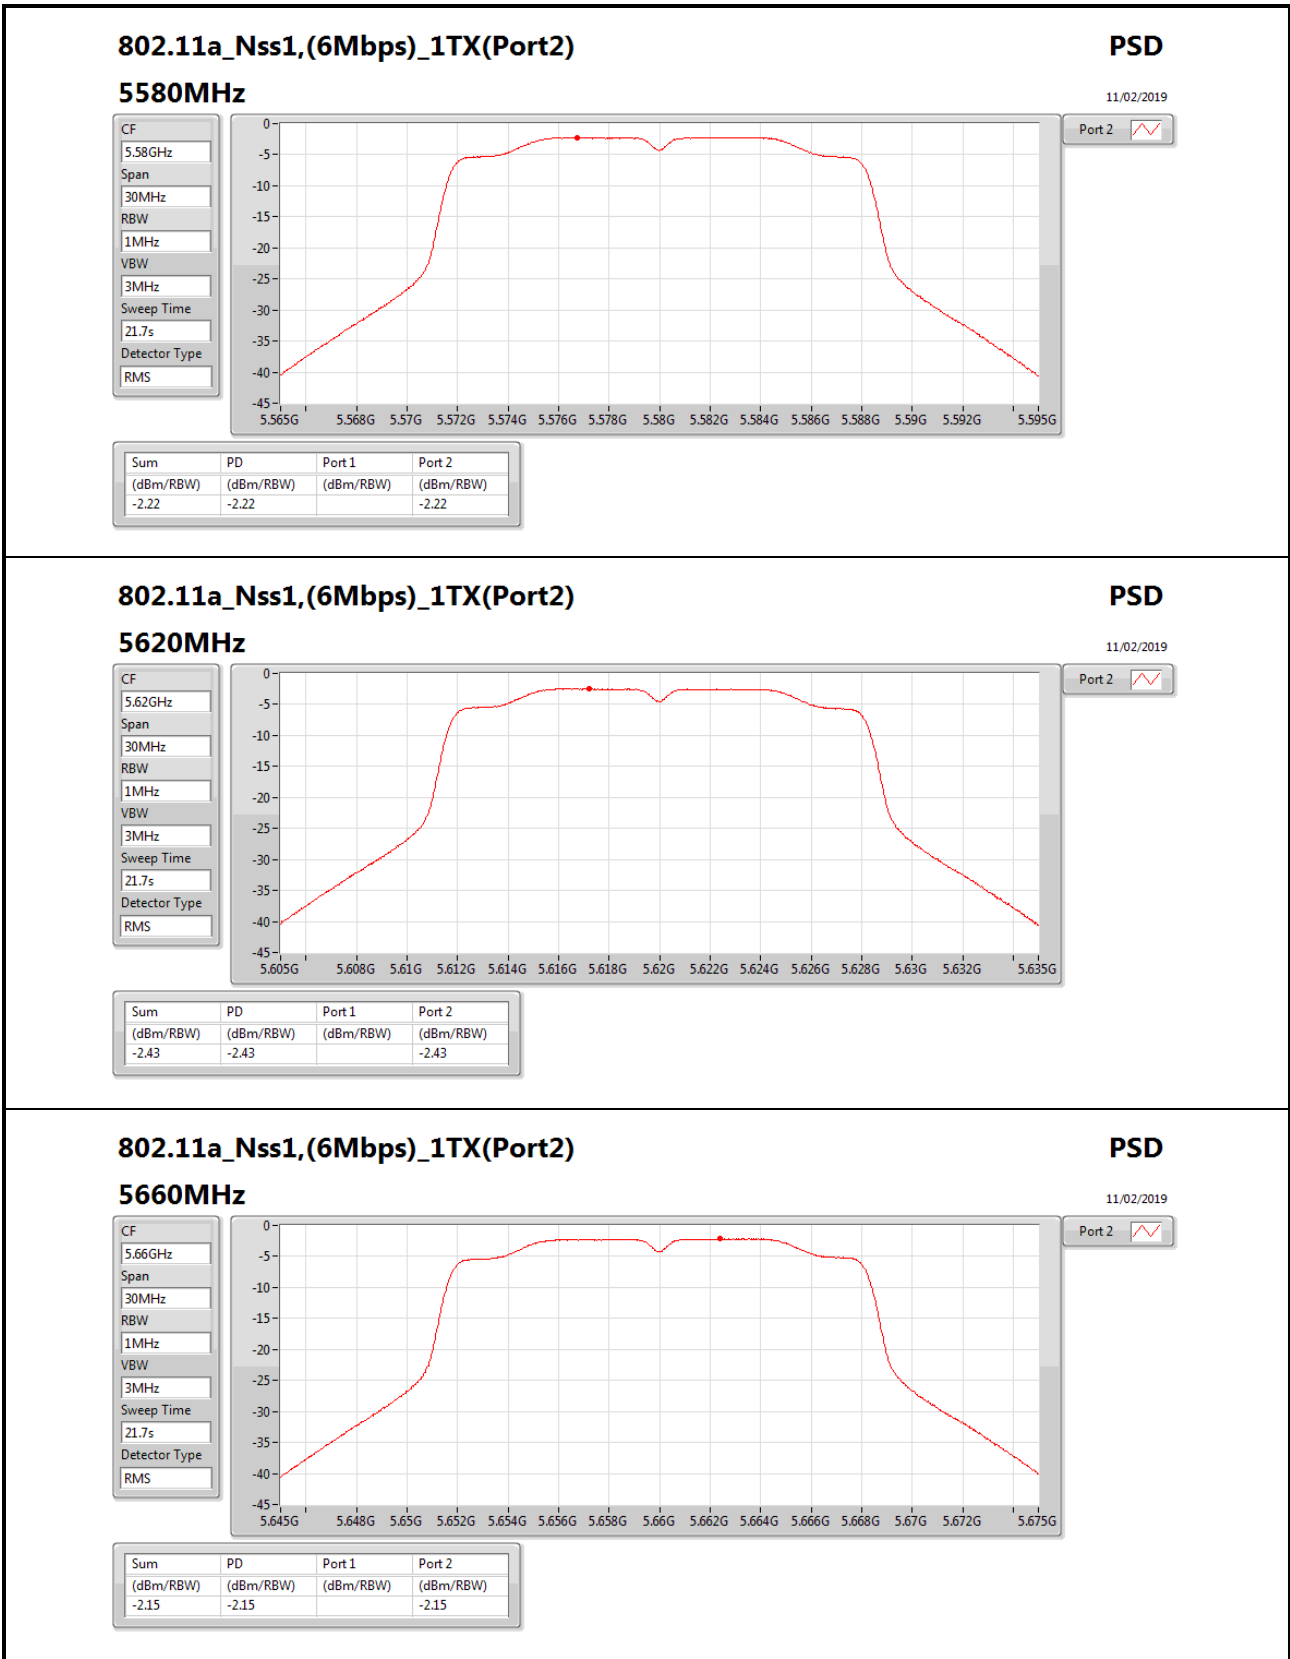 802.11a_Nss1,(6Mbps)_1TX(Port2) PSD
5580MHz 11/02/2019
CF
5.58GHz
Span
30MHz
RBW
1MHz
VBW
3MHz
Sweep Time
21.7s
Detector Type
RMS
0
-5
-10
-15
-20
-25
-30
-35
-40
-45
5.565G 5.568G 5.57G 5.572G 5.574G 5.576G 5.578G 5.58G 5.582G 5.584G 5.586G 5.588G 5.59G 5.592G 5.595G
Port 2
Sum PD Port 1 Port 2
(dBm/RBW) (dBm/RBW) (dBm/RBW) (dBm/RBW)
-2.22 -2.22 -2.22
802.11a_Nss1,(6Mbps)_1TX(Port2) PSD
5620MHz 11/02/2019
CF
5.62GHz
Span
30MHz
RBW
1MHz
VBW
3MHz
Sweep Time
21.7s
Detector Type
RMS
0
-5
-10
-15
-20
-25
-30
-35
-40
-45
5.605G 5.608G 5.61G 5.612G 5.614G 5.616G 5.618G 5.62G 5.622G 5.624G 5.626G 5.628G 5.63G 5.632G 5.635G
Port 2
Sum PD Port 1 Port 2
(dBm/RBW) (dBm/RBW) (dBm/RBW) (dBm/RBW)
-2.43 -2.43 -2.43
802.11a_Nss1,(6Mbps)_1TX(Port2) PSD
5660MHz 11/02/2019
CF
5.66GHz
Span
30MHz
RBW
1MHz
VBW
3MHz
Sweep Time
21.7s
Detector Type
RMS
0
-5
-10
-15
-20
-25
-30
-35
-40
-45
5.645G 5.648G 5.65G 5.652G 5.654G 5.656G 5.658G 5.66G 5.662G 5.664G 5.666G 5.668G 5.67G 5.672G 5.675G
Port 2
Sum PD Port 1 Port 2
(dBm/RBW) (dBm/RBW) (dBm/RBW) (dBm/RBW)
-2.15 -2.15 -2.15